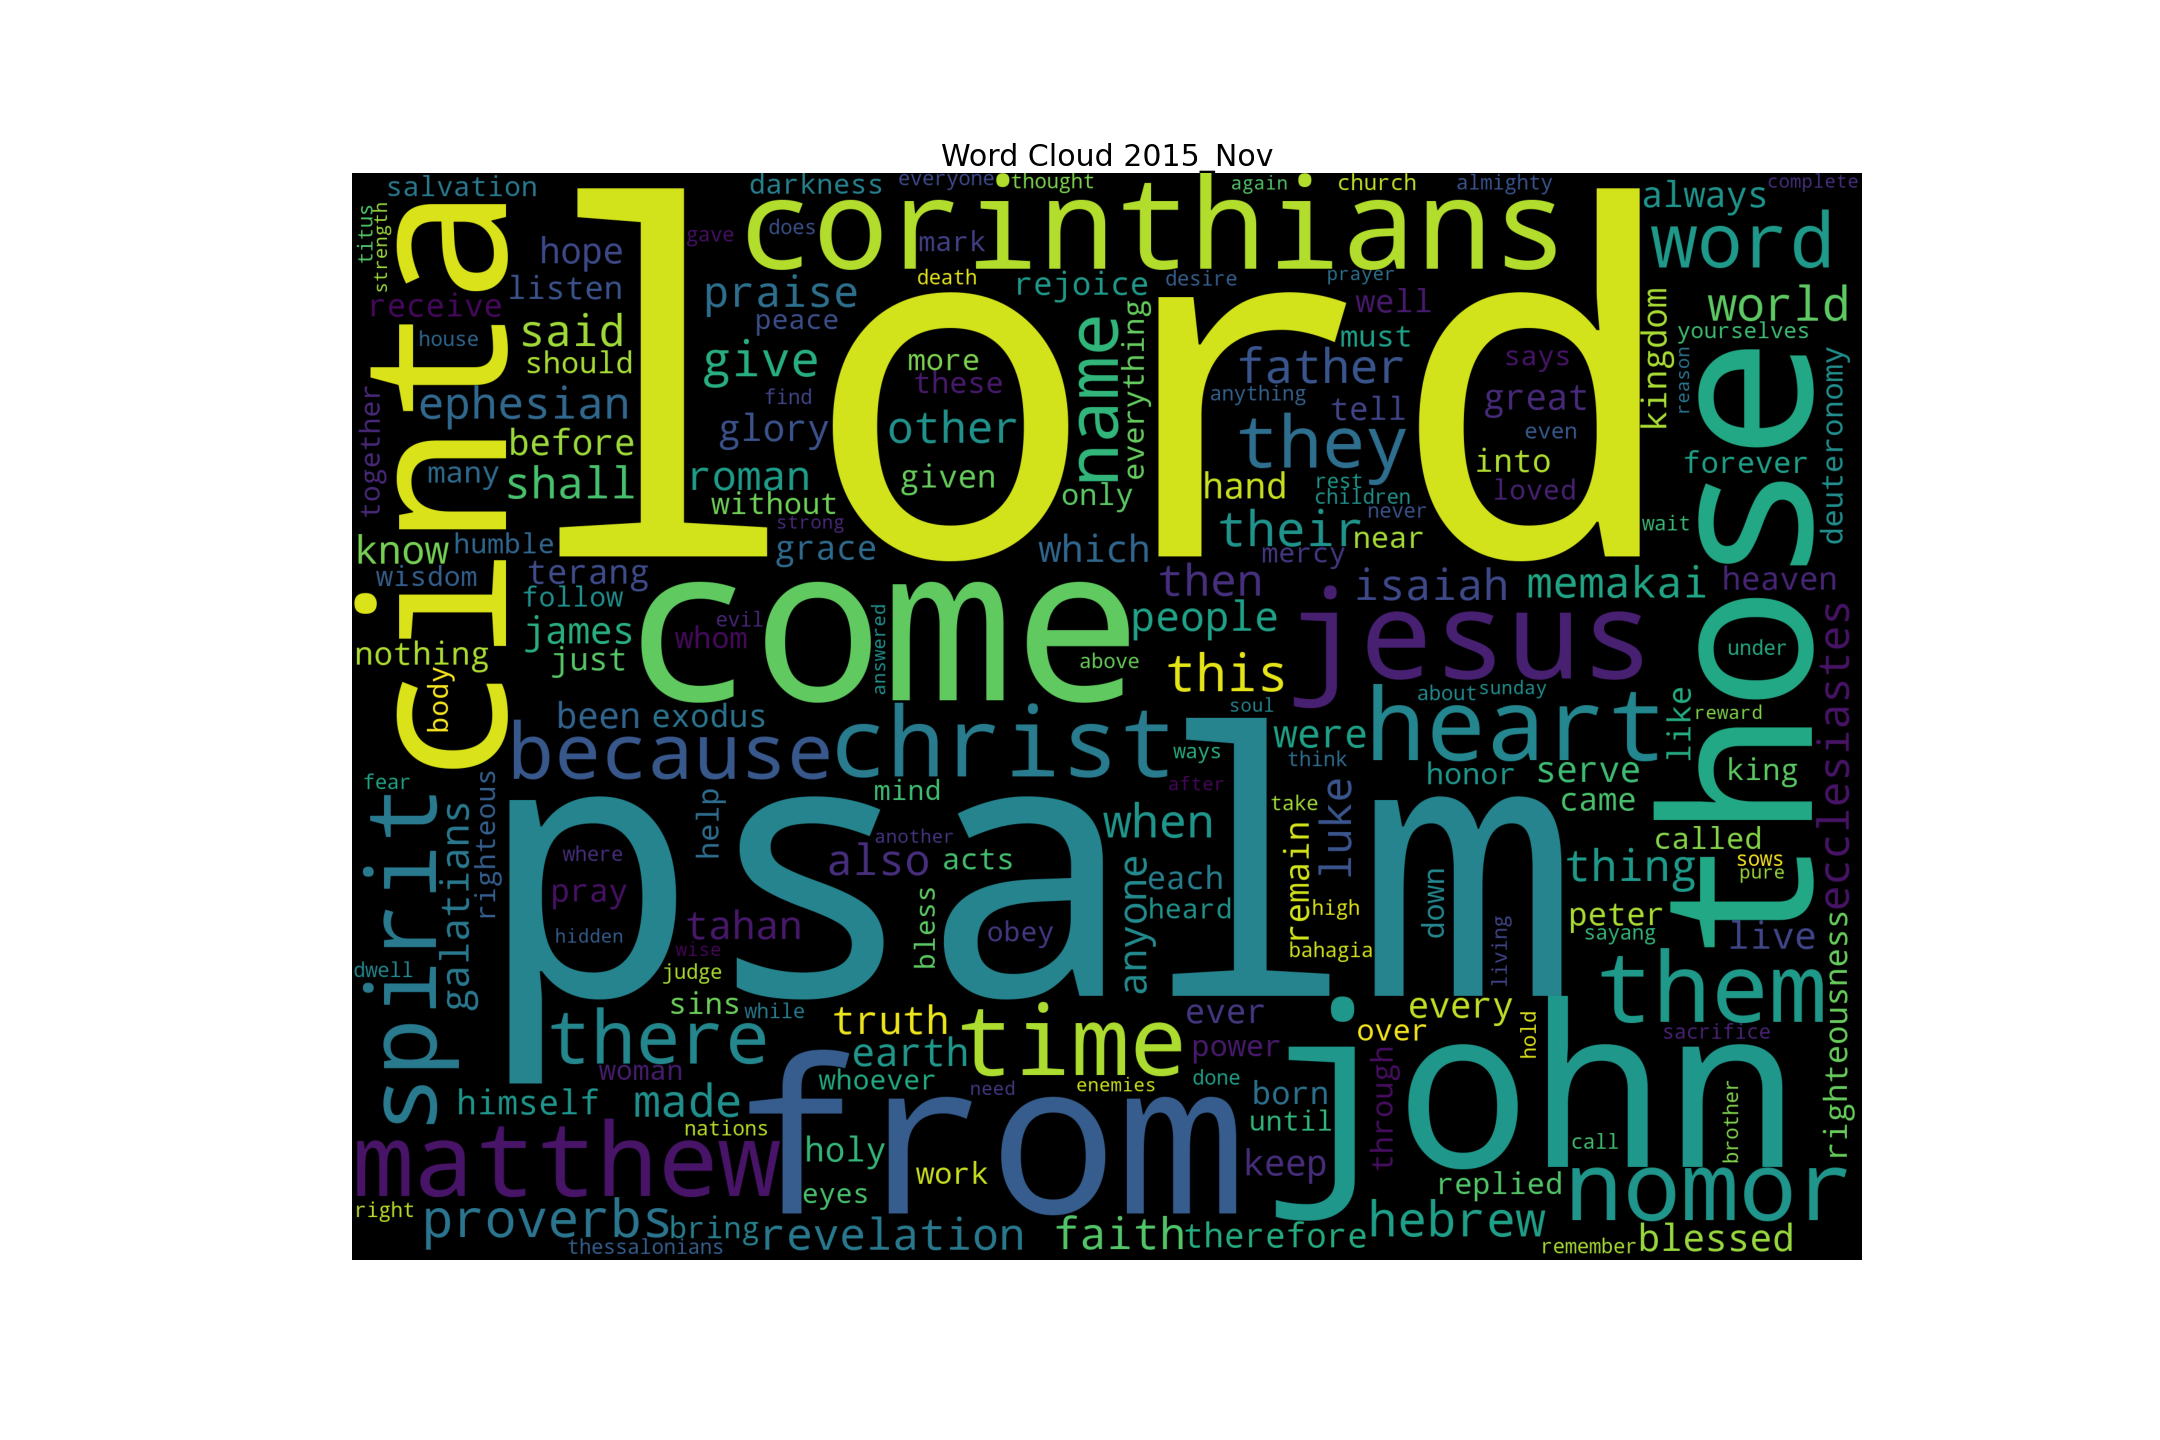 Word Cloud 2015_Nov
salvation
darkness
everyone
thought
again
church
almighty
complete
titus
strength
cinta
lord
corinthians
always
word
gave
does
mark
hope
listen
receive
praise
death
rejoice
desire
prayer
well
world
yourselves
kingdom
house
said
should
peace
give
more
these
name
everything
father
must
says
reason
those
deuteronomy
together
ephesian
find
glory
other
anything
tell
great
even
before
many
shall
roman
without
given
only
they
hand
into
loved
forever
strong
rest
children
never
their
near
wait
know
humble
grace
which
mercy
wisdom
terang
follow
come
then
isaiah
memakai
heaven
people
jesus
nothing
james
just
evil
whom
answered
above
this
under
ecclesiastes
body
been
exodus
soul
about
sunday
heart
like
reward
because
christ
ways
were
think
honor
serve
king
came
fear
righteous
spirit
galatians
help
mind
psalm
after
take
luke
called
when
another
where
also
acts
anyone
each
heard
remain
thing
sows
pure
pray
bless
tahan
obey
high
down
peter
sayang
live
hidden
wise
bahagia
living
dwell
judge
sins
while
truth
time
ever
every
them
righteousness
there
earth
power
over
hold
sacrifice
woman
whoever
need
enemies
done
john
himself
made
from
born
through
until
brother
nations
matthew
holy
work
keep
call
right
eyes
replied
nomor
proverbs
bring
revelation
faith
therefore
hebrew
thessalonians
remember
blessed